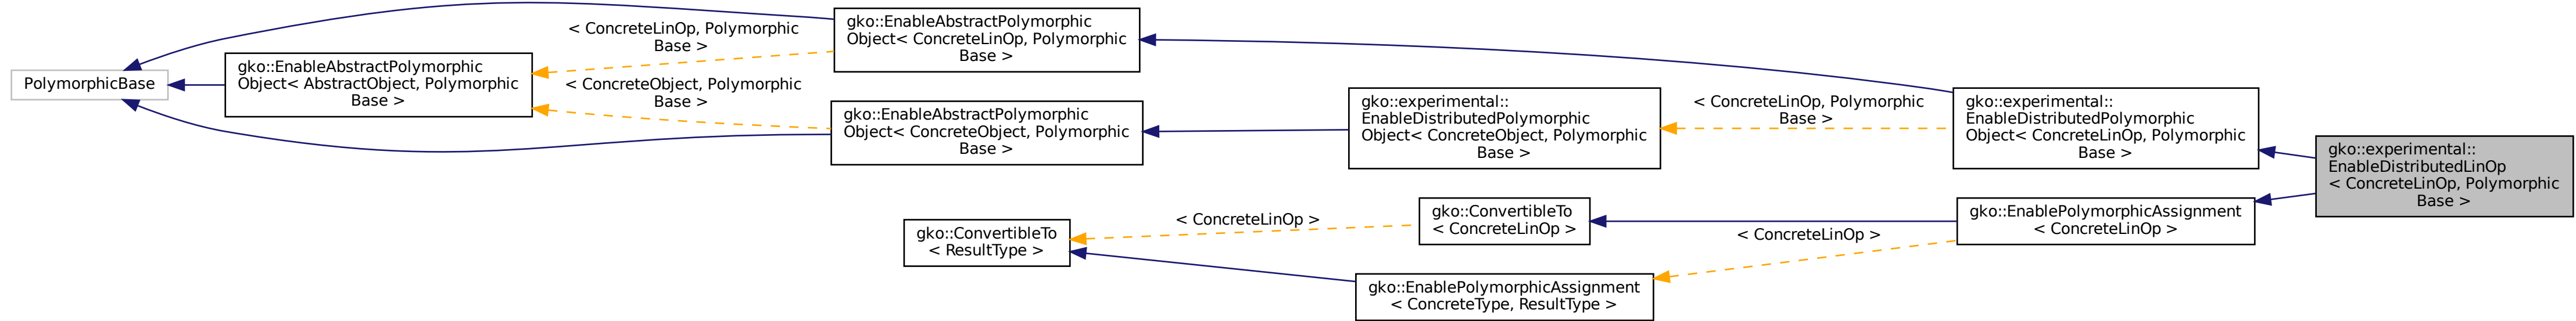 PolymorphicBase
gko::EnableAbstractPolymorphic
Object< AbstractObject, Polymorphic
Base >
< ConcreteLinOp, Polymorphic
Base >
< ConcreteObject, Polymorphic
Base >
gko::EnableAbstractPolymorphic
Object< ConcreteLinOp, Polymorphic
Base >
gko::EnableAbstractPolymorphic
Object< ConcreteObject, Polymorphic
Base >
gko::experimental::
EnableDistributedPolymorphic
Object< ConcreteObject, Polymorphic
Base >
< ConcreteLinOp, Polymorphic
Base >
gko::experimental::
EnableDistributedPolymorphic
Object< ConcreteLinOp, Polymorphic
Base >
gko::experimental::
EnableDistributedLinOp
< ConcreteLinOp, Polymorphic
Base >
gko::ConvertibleTo
< ResultType >
< ConcreteLinOp >
gko::ConvertibleTo
< ConcreteLinOp >
gko::EnablePolymorphicAssignment
< ConcreteType, ResultType >
< ConcreteLinOp >
gko::EnablePolymorphicAssignment
< ConcreteLinOp >